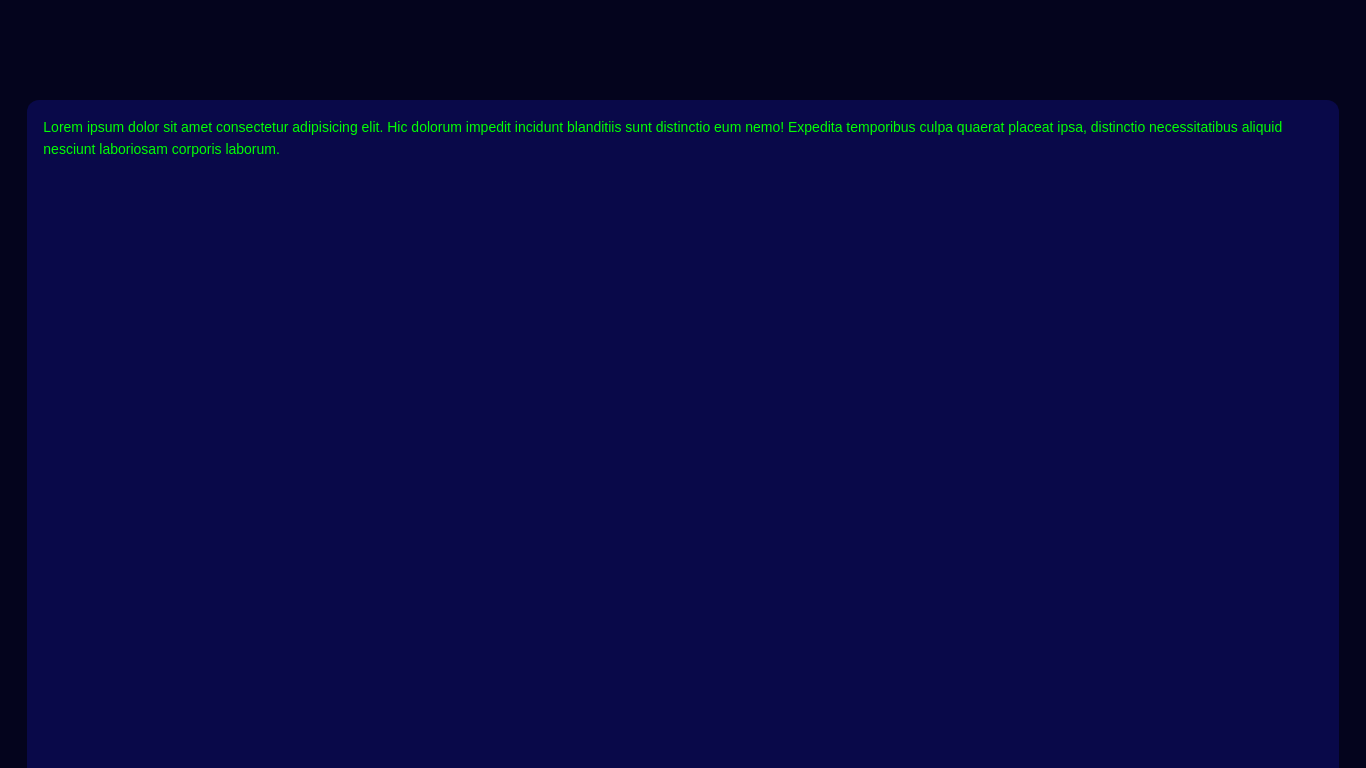 Lorem ipsum dolor sit amet consectetur adipisicing elit. Hic dolorum impedit incidunt blanditiis sunt distinctio eum nemo! Expedita temporibus culpa quaerat placeat ipsa, distinctio necessitatibus aliquid
nesciunt laboriosam corporis laborum.